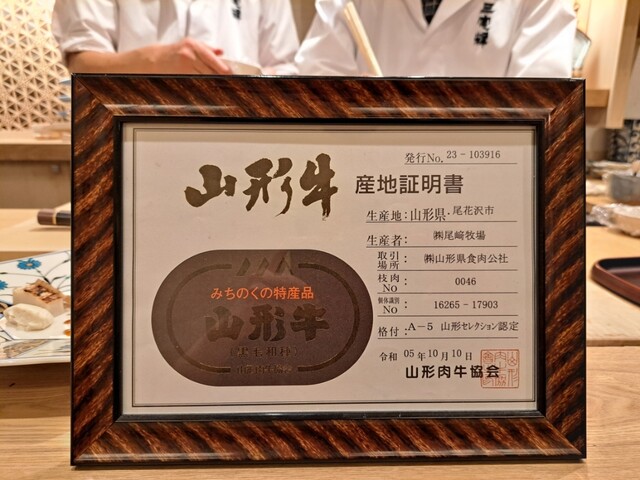 発行No. 23-103916
山形牛 産地証明書
生産地:山形県・尾花沢市
生産者: ㈱尾﨑牧場
取引場所: ㈱山形県食肉公社
枝肉NO : 0046
個体識別NO : 16265-17903
格付:A-5 山形セレクション認定
令和 05年10月10日
山形肉牛協会
みちのくの特産品
山形牛
(黒毛和種)